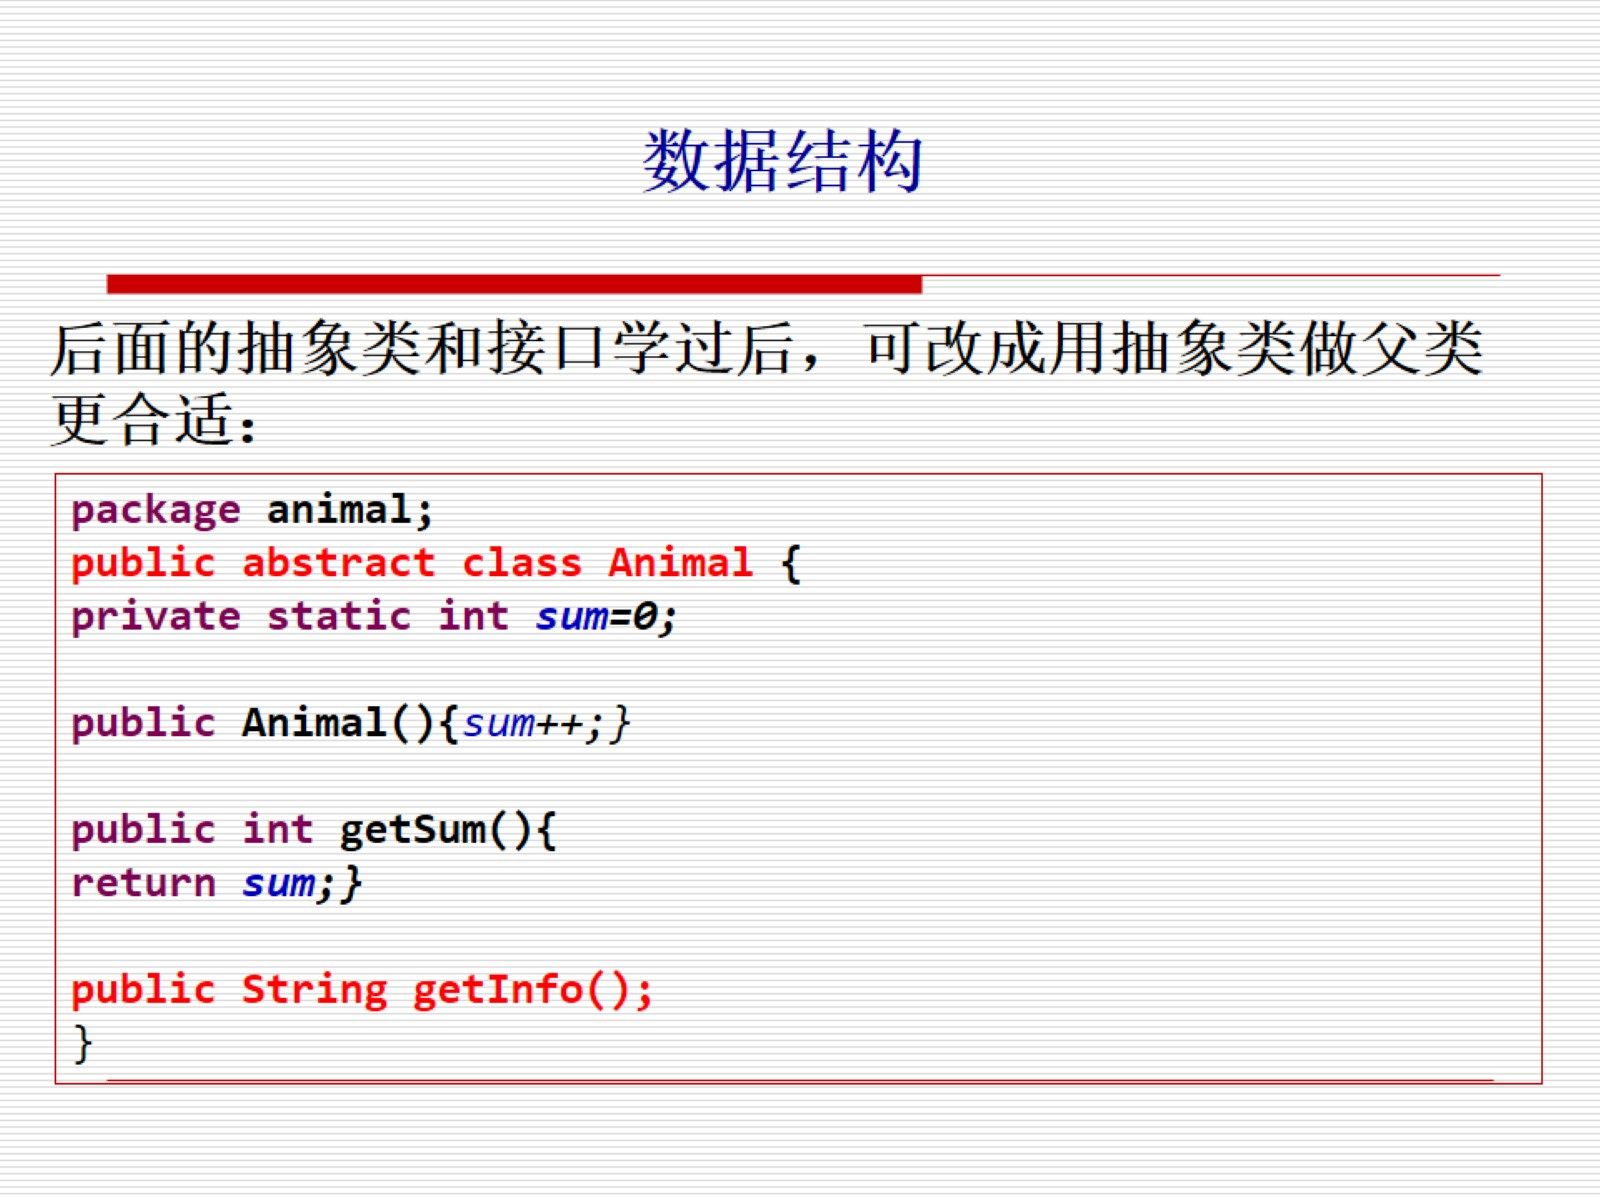 数据结构
后面的抽象类和接口学过后，可改成用抽象类做父类
更合适：
package animal;
public abstract class Animal {
private static int sum=0;
public Animal(){sum++;}
public int getSum(){
return sum;}
public String getInfo();
}